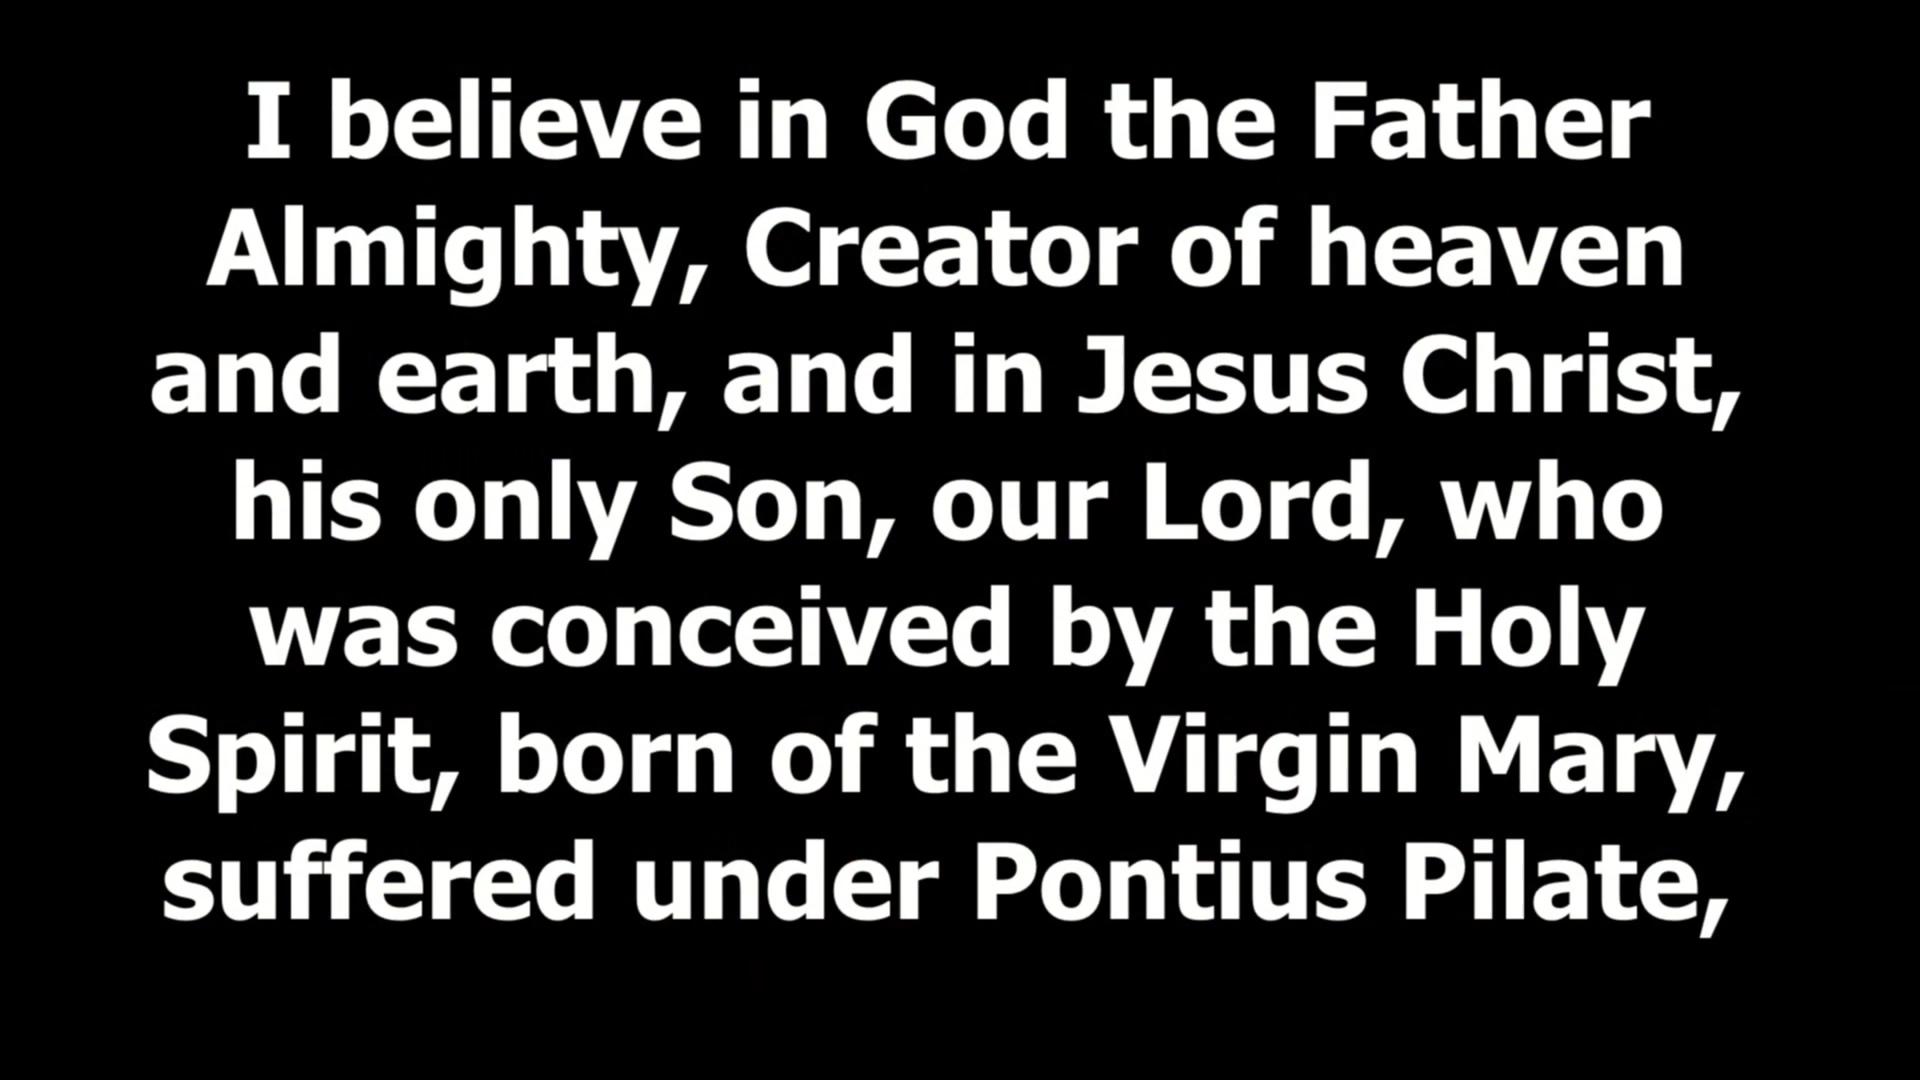 I believe in God the Father
Almighty, Creator of heaven
and earth, and in Jesus Christ,
his only Son, our Lord, who
was conceived by the Holy
Spirit, born of the Virgin Mary,
suffered under Pontius Pilate,